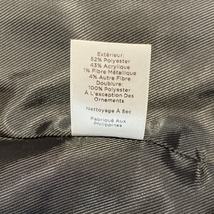 Extérieur:
52% Polyester
43% Acrylique
1% Fibre Métallique
4% Autre Fibre
Doublure:
100% Polyester
À L'exception Des
Ornements
Nettoyage À Sec
Fabriqué Aux
Philippines